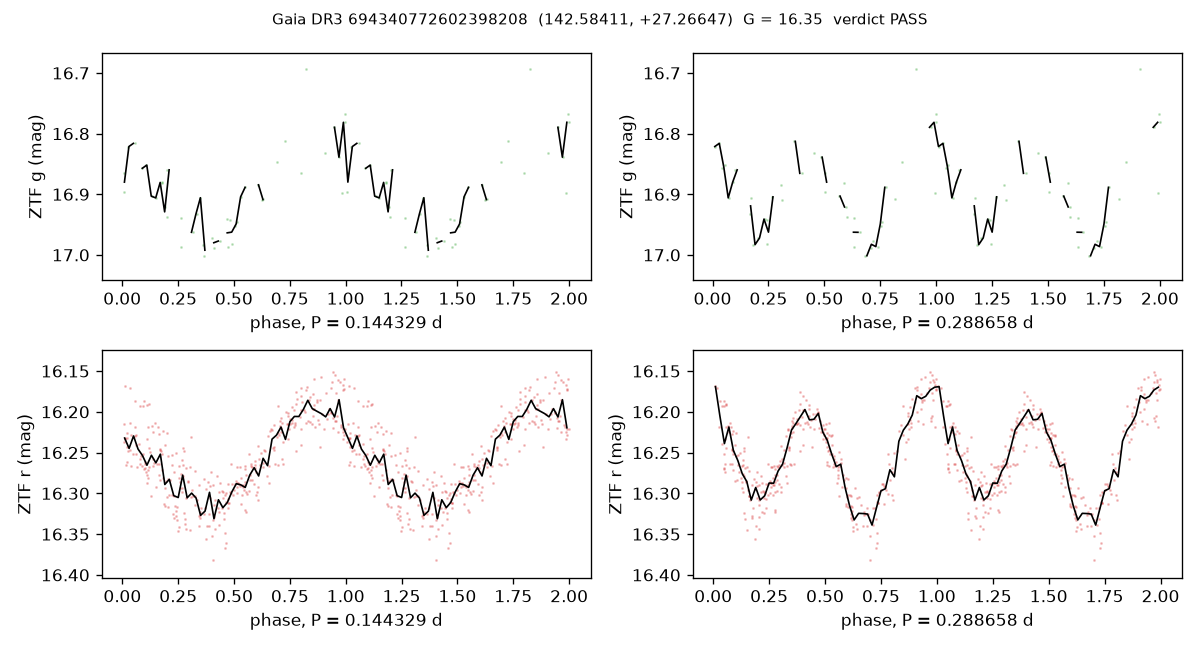 Gaia DR3 694340772602398208 (142.58411, +27.26647) G = 16.35 verdict PASS
ZTF g (mag)
16.7
16.8
16.9
17.0
0.00 0.25 0.50 0.75 1.00 1.25 1.50 1.75 2.00
phase, P = 0.144329 d
ZTF g (mag)
16.7
16.8
16.9
17.0
0.00 0.25 0.50 0.75 1.00 1.25 1.50 1.75 2.00
phase, P = 0.288658 d
ZTF r (mag)
16.15
16.20
16.25
16.30
16.35
16.40
0.00 0.25 0.50 0.75 1.00 1.25 1.50 1.75 2.00
phase, P = 0.144329 d
ZTF r (mag)
16.15
16.20
16.25
16.30
16.35
16.40
0.00 0.25 0.50 0.75 1.00 1.25 1.50 1.75 2.00
phase, P = 0.288658 d